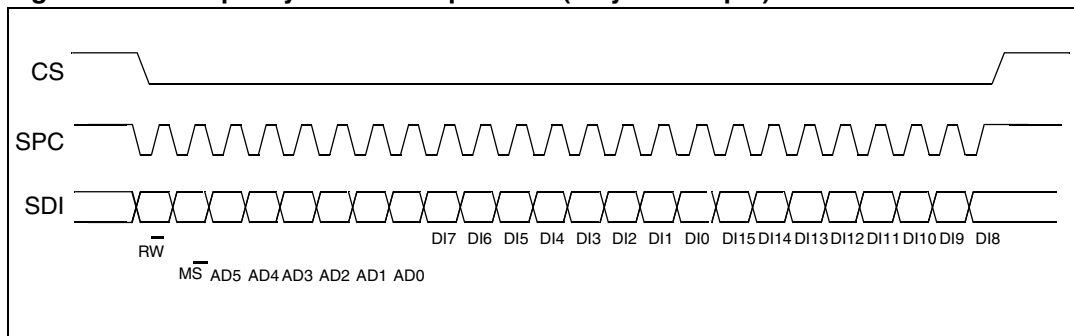 CS
SPC
SDI
RW
DI7 DI6 DI5 DI4 DI3 DI2 DI1 DI0 DI15 DI14 DI13 DI12 DI11 DI10 DI9 DI8
MS AD5 AD4 AD3 AD2 AD1 AD0